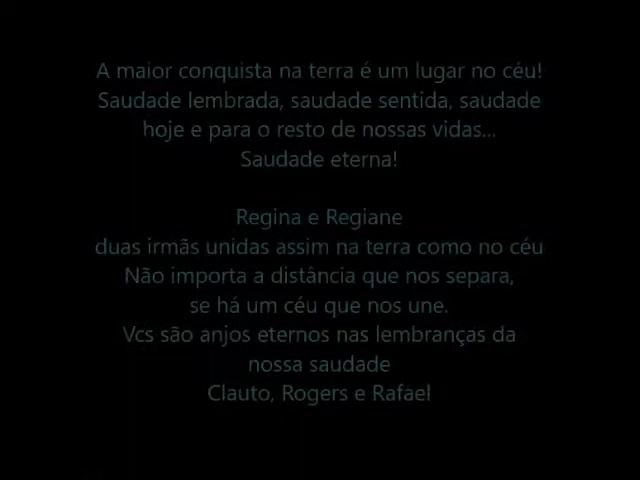 A maior conquista na terra é um lugar no céu!
Saudade lembrada, saudade sentida, saudade
hoje e para o resto de nossas vidas...
Saudade eterna!
Regina e Regiane
duas irmãs unidas assim na terra como no céu
Não importa a distância que nos separa,
se há um céu que nos une.
Vcs são anjos eternos nas lembranças da
nossa saudade
Clauto, Rogers e Rafael